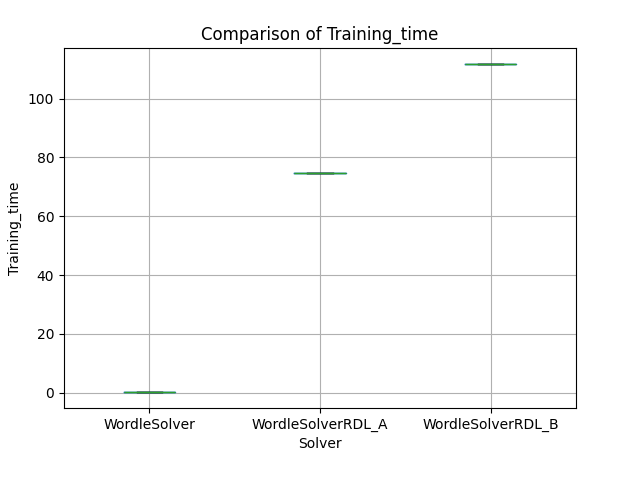 Comparison of Training_time
Training_time
100
80
60
40
20
0
WordleSolver
WordleSolverRDL_A
WordleSolverRDL_B
Solver